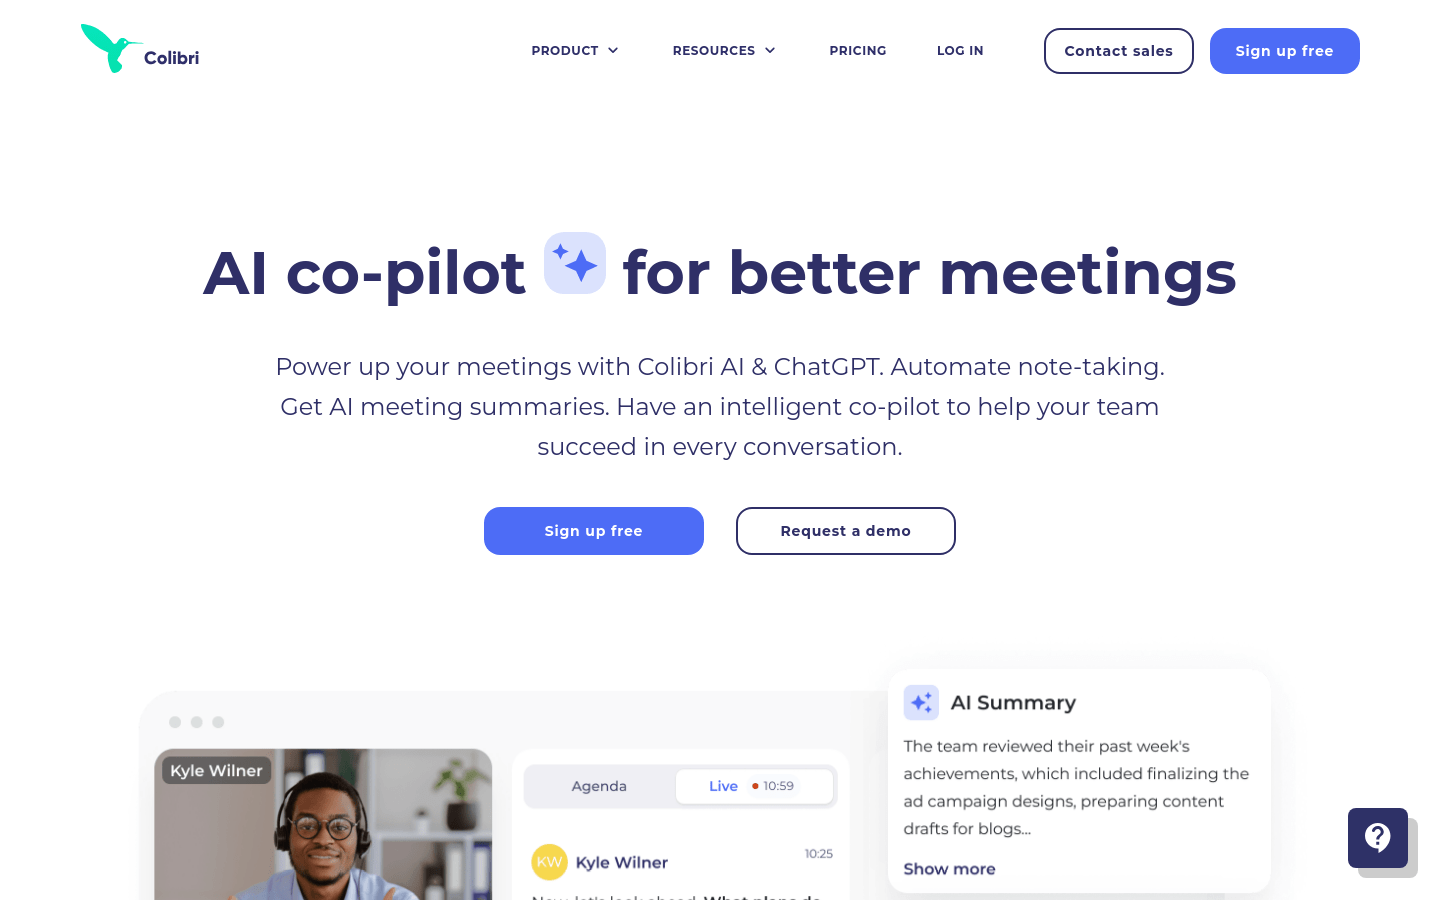 Colibri
PRODUCT
RESOURCES
PRICING
LOG IN
Contact sales
Sign up free
AI co-pilot for better meetings
Power up your meetings with Colibri AI & ChatGPT. Automate note-taking.
Get AI meeting summaries. Have an intelligent co-pilot to help your team
succeed in every conversation.
Sign up free
Request a demo
Kyle Wilner
Agenda
Live
10:59
KW
Kyle Wilner
10:25
AI Summary
The team reviewed their past week's
achievements, which included finalizing the
ad campaign designs, preparing content
drafts for blogs...
Show more